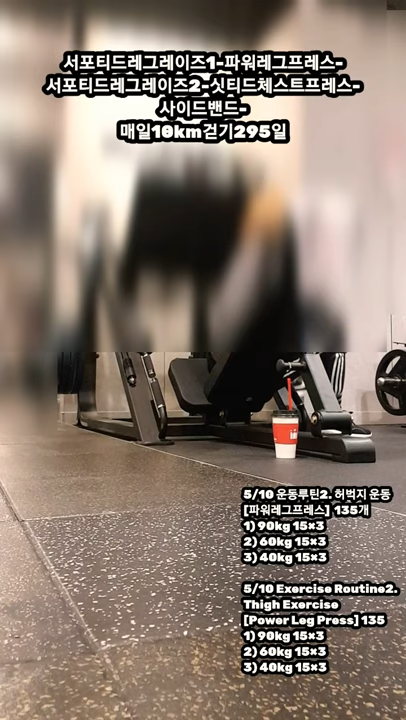 서포티드레그레이즈1-파워레그프레스-
서포티드레그레이즈2-싯티드체스트프레스-
사이드밴드-
매일10km걷기295일
5/10 운동루틴2. 허벅지 운동
[파워레그프레스] 135개
1) 90kg 15×3
2) 60kg 15×3
3) 40kg 15×3
5/10 Exercise Routine2.
Thigh Exercise
[Power Leg Press] 135
1) 90kg 15×3
2) 60kg 15×3
3) 40kg 15×3